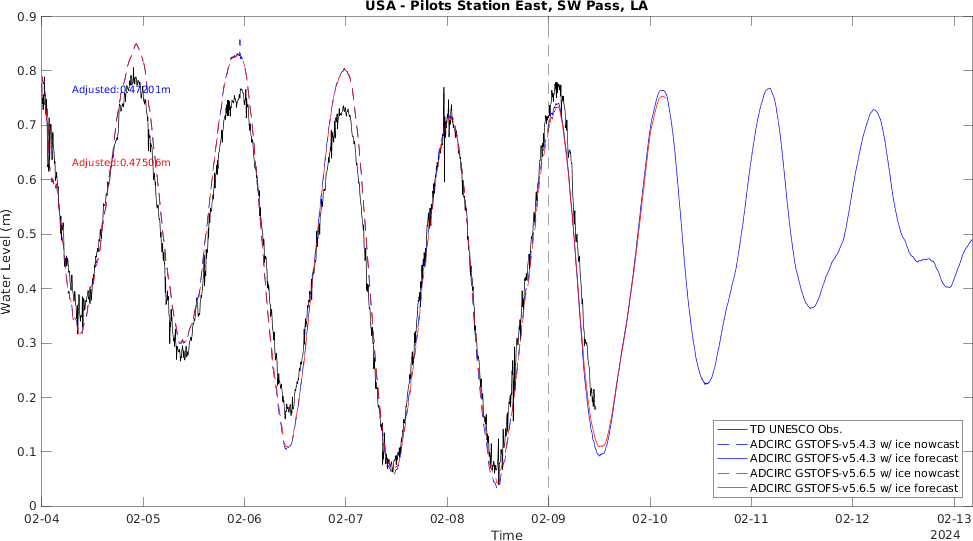 USA - Pilots Station East, SW Pass, LA
0.9
0.8
0.7
0.6
0.5
0.4
0.3
0.2
0.1
0
Water Level (m)
Adjusted:0.47201m
Adjusted:0.47506m
TD UNESCO Obs.
ADCIRC GSTOFS-v5.4.3 w/ ice nowcast
ADCIRC GSTOFS-v5.4.3 w/ ice forecast
ADCIRC GSTOFS-v5.6.5 w/ ice nowcast
ADCIRC GSTOFS-v5.6.5 w/ ice forecast
02-04 02-05 02-06 02-07 02-08 02-09 02-10 02-11 02-12 02-13
Time
2024